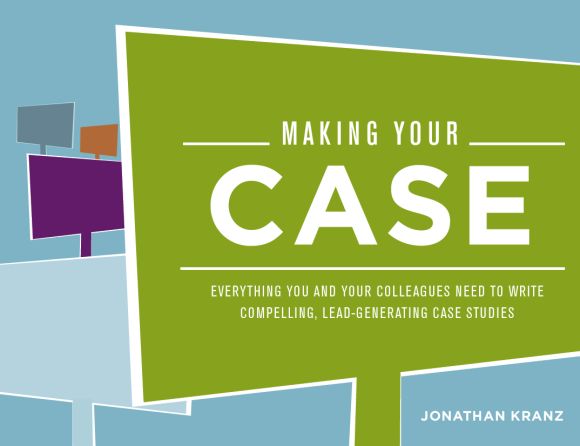 MAKING YOUR
CASE
EVERYTHING YOU AND YOUR COLLEAGUES NEED TO WRITE
COMPELLING, LEAD-GENERATING CASE STUDIES
JONATHAN KRANZ